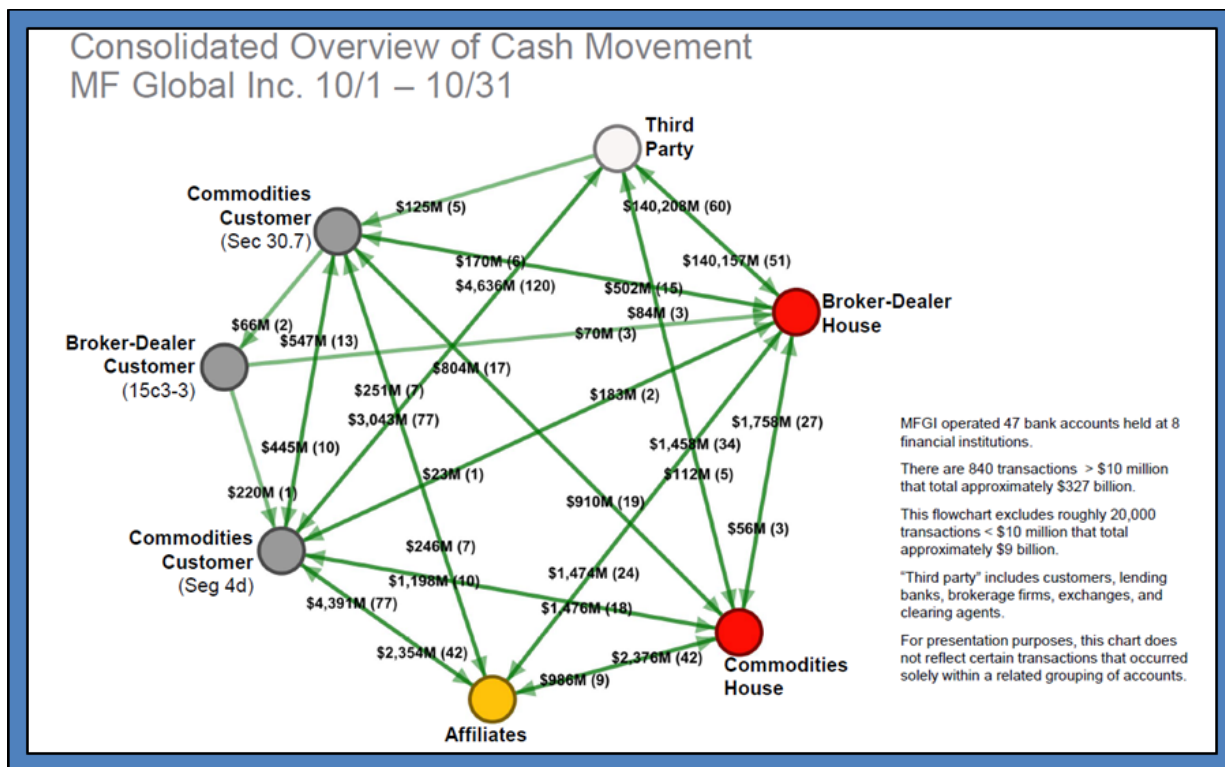 Consolidated Overview of Cash Movement
MF Global Inc. 10/1 – 10/31
Third
Party
Commodities
Customer
(Sec 30.7)
$125M (5)
$140,208M (60)
$170M (6)
$140,157M (51)
$4,636M (120)
$502M (15)
Broker-Dealer
House
$84M (3)
$66M (2)
$70M (3)
$547M (13)
Broker-Dealer
Customer
(15c3-3)
$804M (17)
$251M (7)
$183M (2)
$3,043M (77)
$1,758M (27)
$445M (10)
$1,458M (34)
$23M (1)
$112M (5)
$220M (1)
$910M (19)
$56M (3)
Commodities
Customer
(Seg 4d)
$246M (7)
$1,474M (24)
$1,198M (10)
$4,391M (77)
$1,476M (18)
$2,354M (42)
$2,376M (42)
Commodities
House
$986M (9)
Affiliates
MFGI operated 47 bank accounts held at 8
financial institutions.
There are 840 transactions > $10 million
that total approximately $327 billion.
This flowchart excludes roughly 20,000
transactions < $10 million that total
approximately $9 billion.
"Third party" includes customers, lending
banks, brokerage firms, exchanges, and
clearing agents.
For presentation purposes, this chart does
not reflect certain transactions that occurred
solely within a related grouping of accounts.